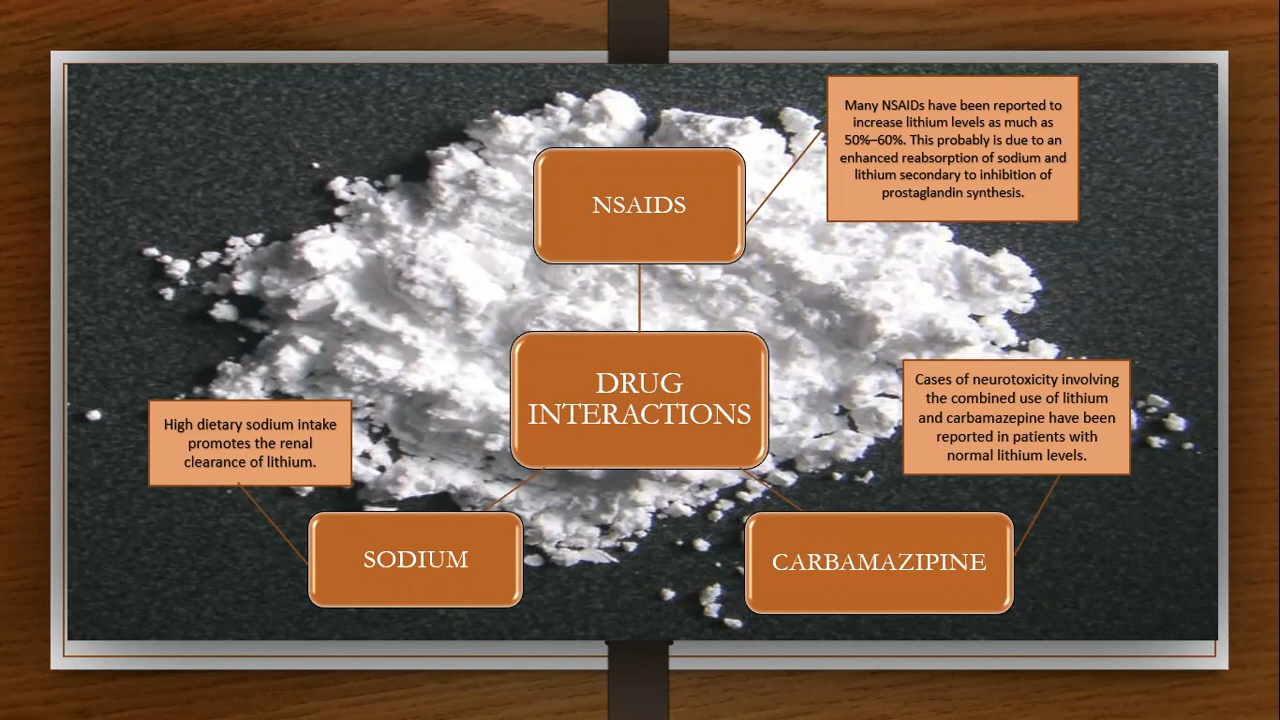 Many NSAIDs have been reported to
increase lithium levels as much as
50%–60%. This probably is due to an
enhanced reabsorption of sodium and
lithium secondary to inhibition of
prostaglandin synthesis.
NSAIDS
DRUG
INTERACTIONS
Cases of neurotoxicity involving
the combined use of lithium
and carbamazepine have been
reported in patients with
normal lithium levels.
High dietary sodium intake
promotes the renal
clearance of lithium.
SODIUM
CARBAMAZIPINE